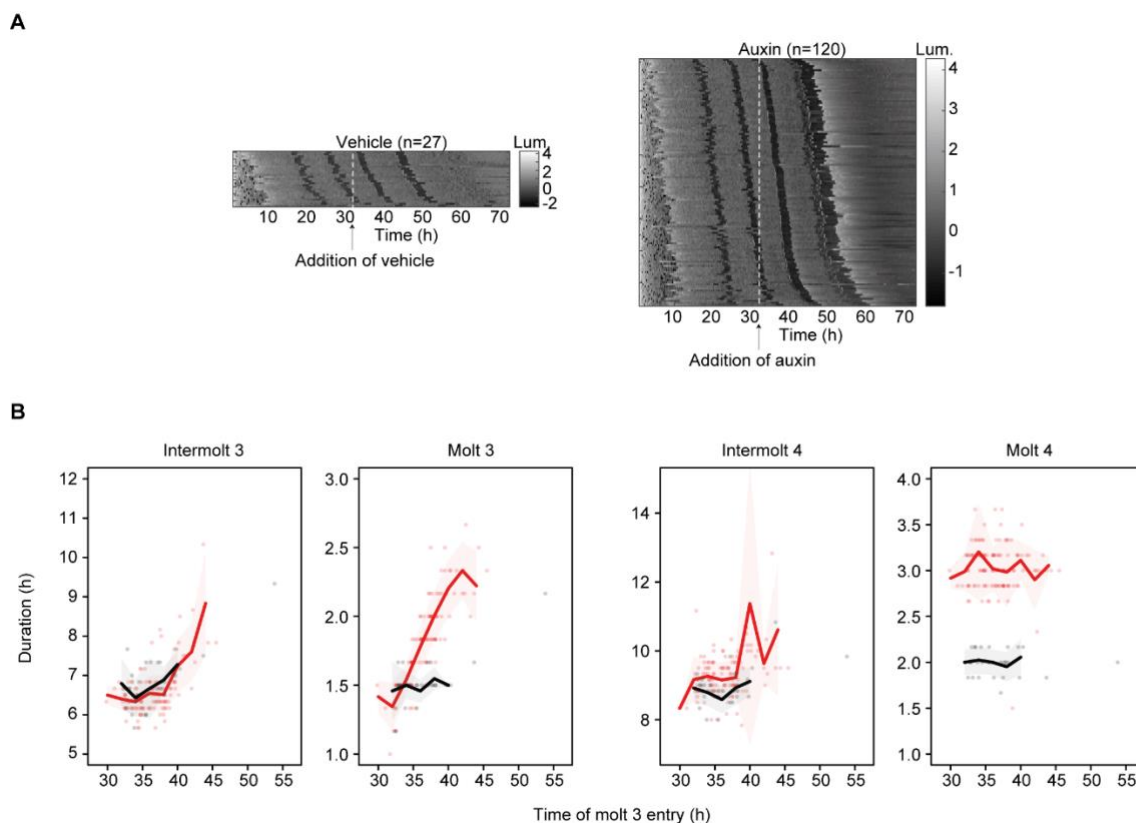 A
Vehicle (n=27)
Lum.
4
2
0
-2
10 20 30 40 50 60 70
Time (h)
Addition of vehicle
Auxin (n=120)
Lum.
4
3
2
1
0
-1
10 20 30 40 50 60 70
Time (h)
Addition of auxin
B
Intermolt 3
Molt 3
Intermolt 4
Molt 4
Duration (h)
12
11
10
9
8
7
6
5
30 35 40 45 50 55
3.0
2.5
2.0
1.5
1.0
30 35 40 45 50 55
14
12
10
8
30 35 40 45 50 55
4.0
3.5
3.0
2.5
2.0
1.5
1.0
30 35 40 45 50 55
Time of molt 3 entry (h)